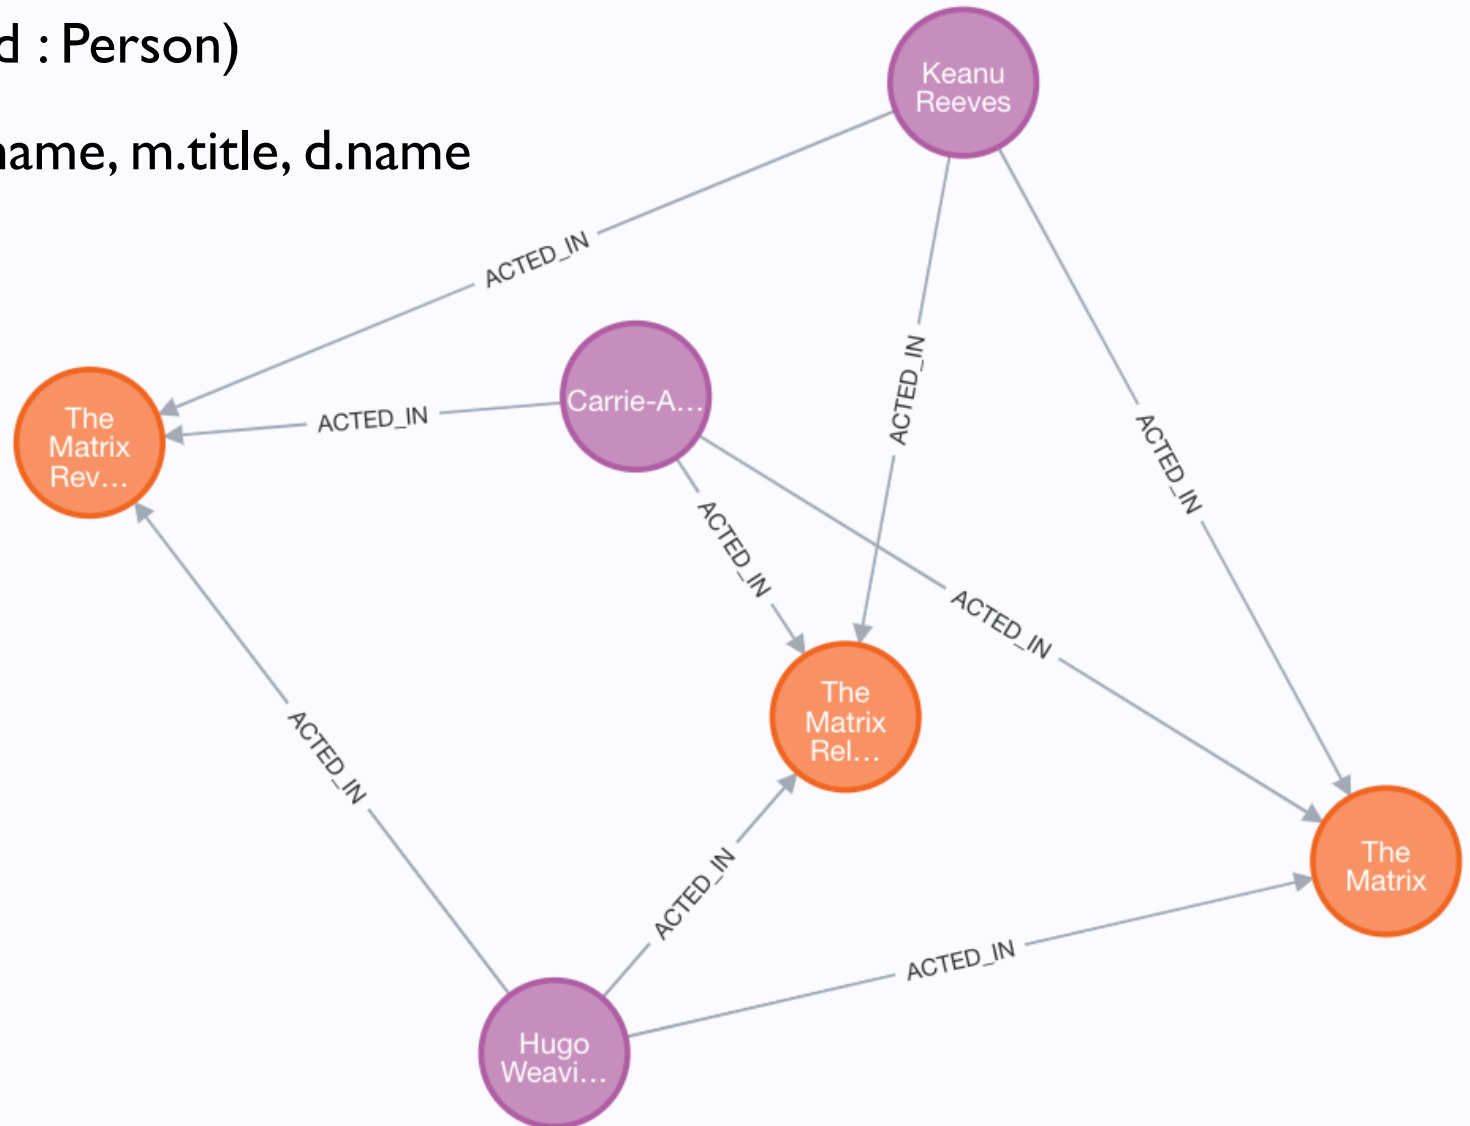 d : Person)
name, m.title, d.name
Keanu
Reeves
ACTED_IN
ACTED_IN
Carrie-A...
The
Matrix
Rev...
ACTED_IN
ACTED_IN
ACTED_IN
ACTED_IN
The
Matrix
Rel...
ACTED_IN
ACTED_IN
The
Matrix
ACTED_IN
Hugo
Weavi...